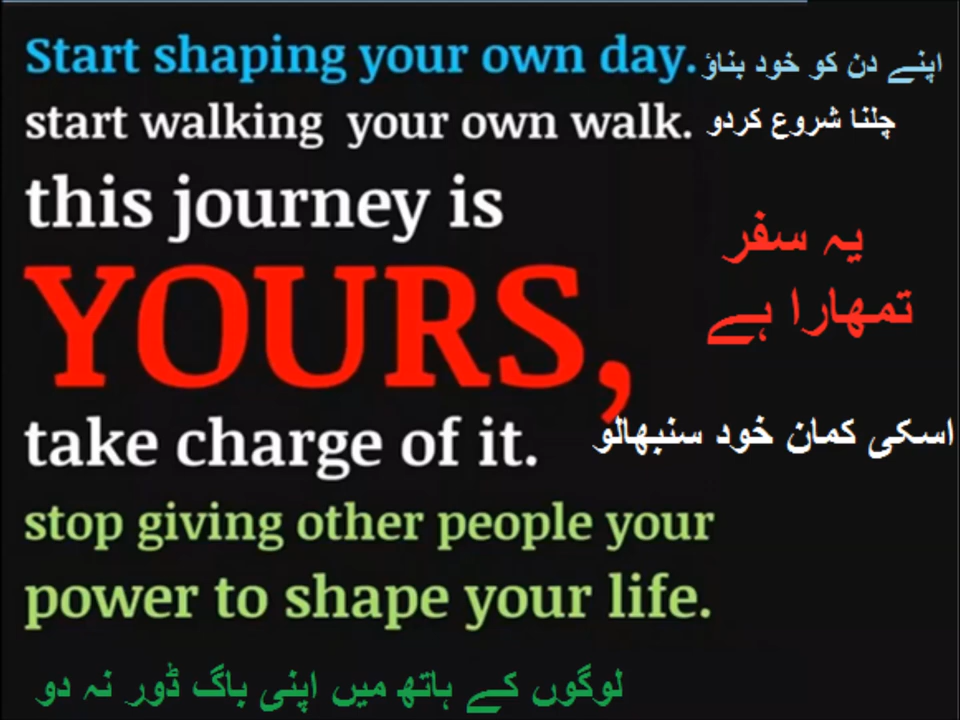 Start shaping your own day.
اپنے دن کو خود بناؤ
start walking your own walk.
چلنا شروع کردو
this journey is
یہ سفر
YOURS,
تمھارا ہے
take charge of it.
اسکی کمان خود سنبھالو
stop giving other people your
power to shape your life.
لوگوں کے ہاتھ میں اپنی باگ ڈور نہ دو